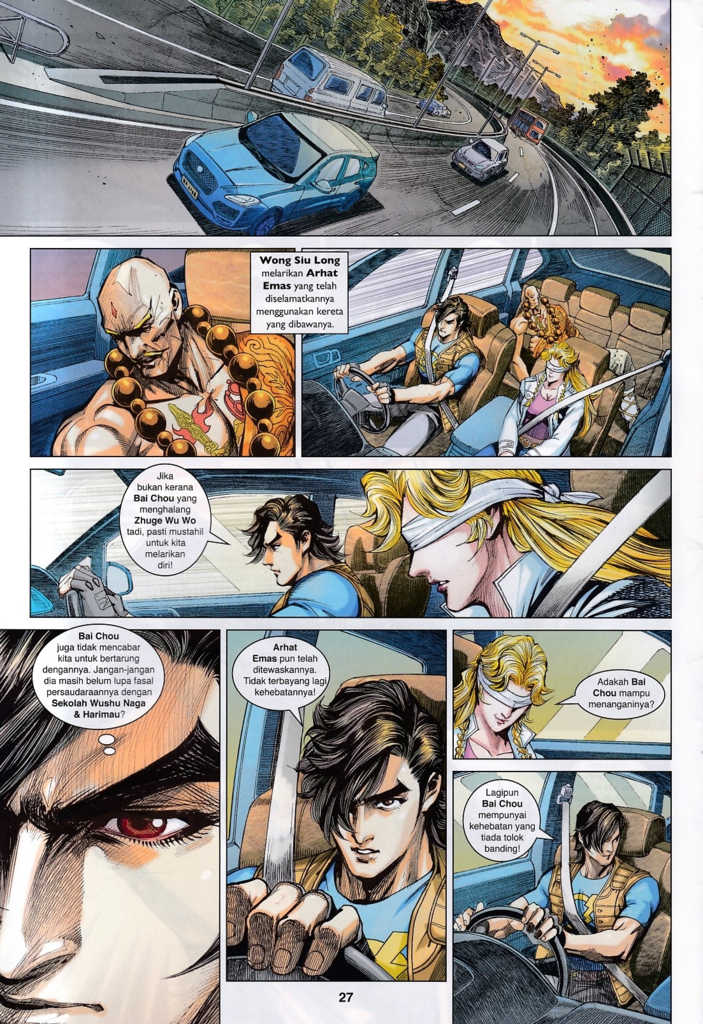 Wong Siu Long
melarikan Arhat
Emas yang telah
diselamatkannya
menggunakan kereta
yang dibawanya.
Jika
bukan kerana
Bai Chou yang
menghalang
Zhuge Wu Wo
tadi, pasti mustahil
untuk kita
melarikan
diri!
Bai Chou
juga tidak mencabar
kita untuk bertarung
dengannya. Jangan-jangan
dia masih belum lupa fasal
persaudaraannya dengan
Sekolah Wushu Naga
& Harimau?
Arhat
Emas pun telah
ditewaskannya.
Tidak terbayang lagi
kehebatannya!
Adakah Bai
Chou mampu
menanganinya?
Lagipun
Bai Chou
mempunyai
kehebatan yang
tiada tolok
banding!
27